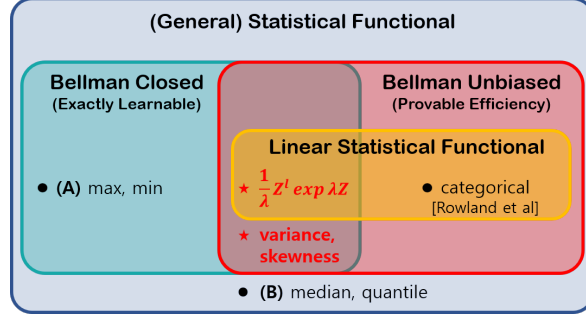 (General) Statistical Functional
Bellman Closed
(Exactly Learnable)
Bellman Unbiased
(Provable Efficiency)
Linear Statistical Functional
● (A) max, min
★ 1/λ Z^l exp λZ
● categorical
[Rowland et al]
★ variance,
skewness
● (B) median, quantile